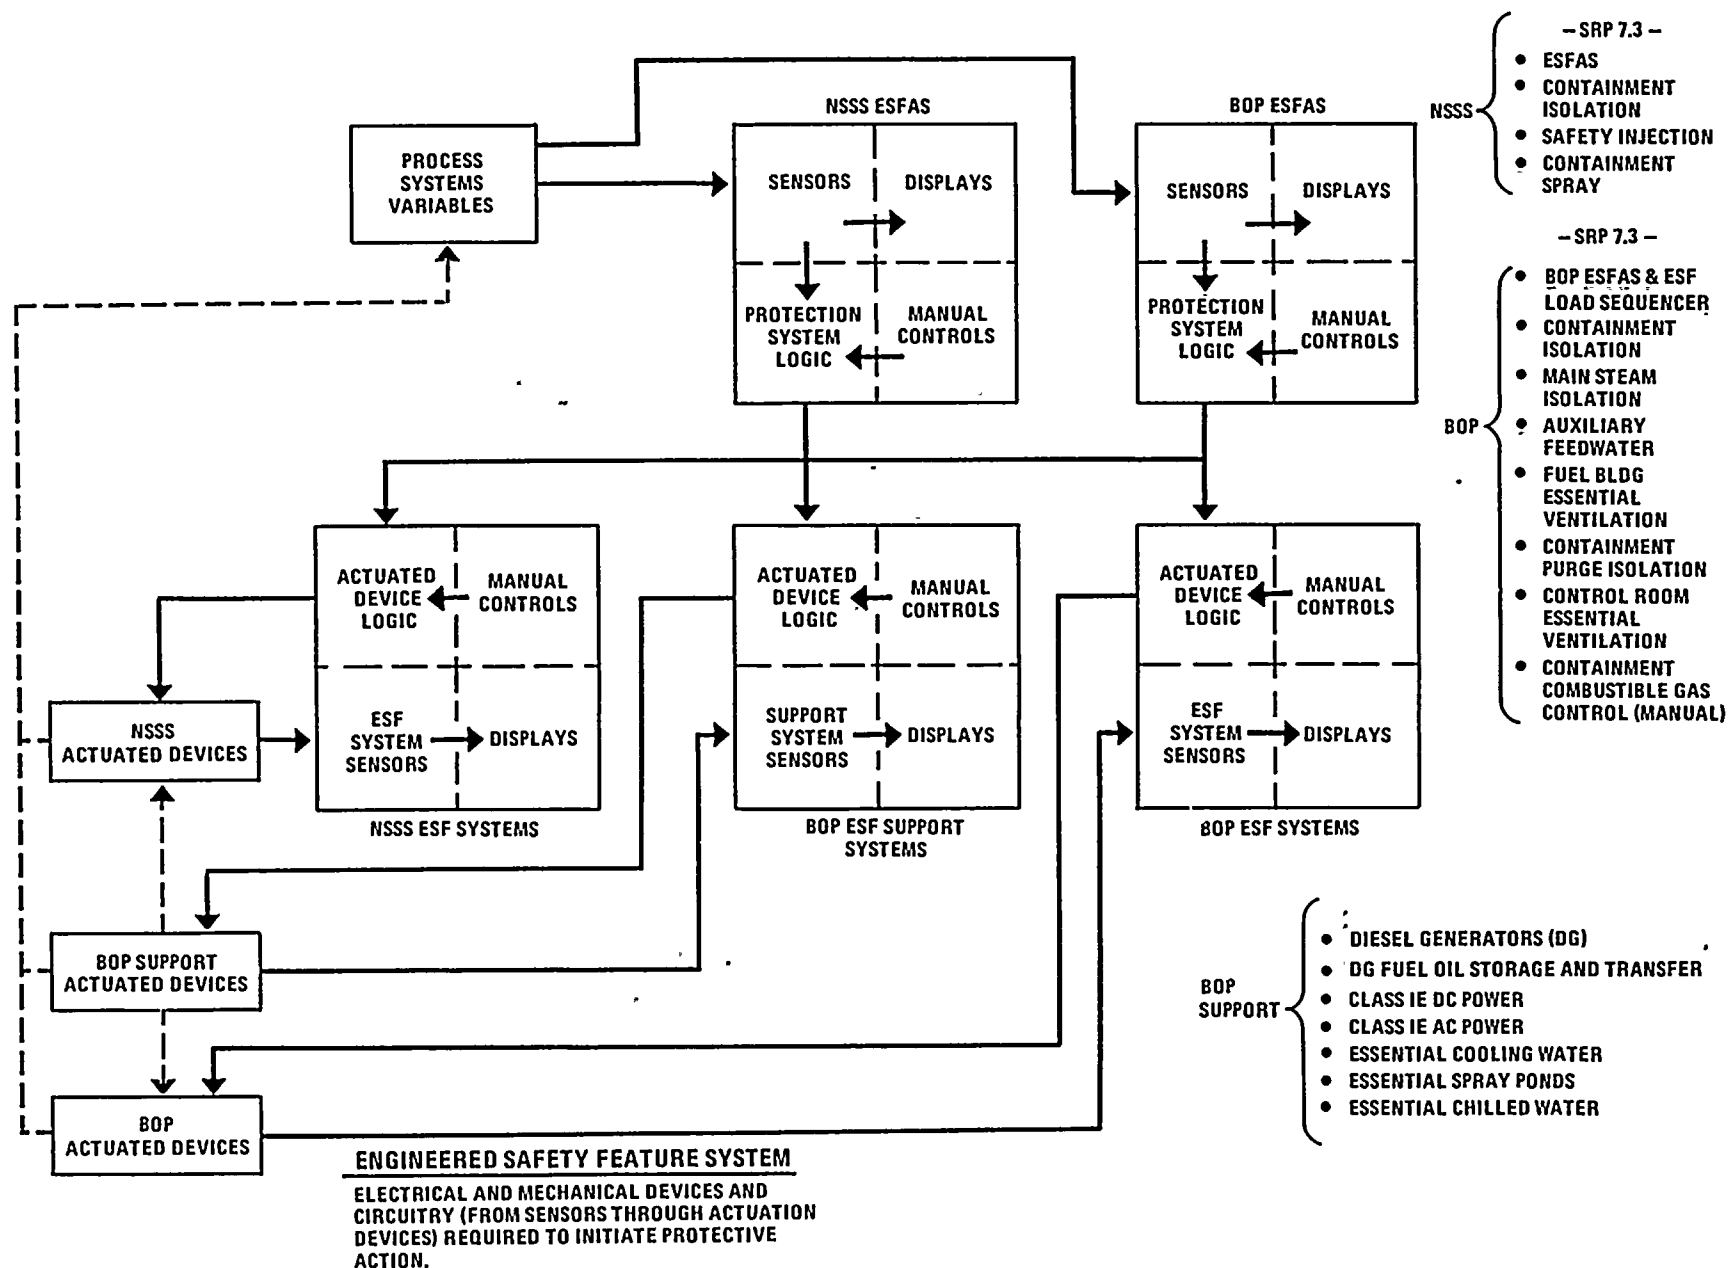 – SRP 7.3 –
NSSS
• ESFAS
• CONTAINMENT
ISOLATION
• SAFETY INJECTION
• CONTAINMENT
SPRAY
NSSS ESFAS
BOP ESFAS
PROCESS
SYSTEMS
VARIABLES
SENSORS
DISPLAYS
PROTECTION
SYSTEM
LOGIC
MANUAL
CONTROLS
SENSORS
DISPLAYS
PROTECTION
SYSTEM
LOGIC
MANUAL
CONTROLS
– SRP 7.3 –
BOP
• BOP ESFAS & ESF
LOAD SEQUENCER
• CONTAINMENT
ISOLATION
• MAIN STEAM
ISOLATION
• AUXILIARY
FEEDWATER
• FUEL BLDG
ESSENTIAL
VENTILATION
• CONTAINMENT
PURGE ISOLATION
• CONTROL ROOM
ESSENTIAL
VENTILATION
• CONTAINMENT
COMBUSTIBLE GAS
CONTROL (MANUAL)
ACTUATED
DEVICE
LOGIC
MANUAL
CONTROLS
ESF
SYSTEM
SENSORS
DISPLAYS
NSSS ESF SYSTEMS
ACTUATED
DEVICE
LOGIC
MANUAL
CONTROLS
SUPPORT
SYSTEM
SENSORS
DISPLAYS
BOP ESF SUPPORT
SYSTEMS
ACTUATED
DEVICE
LOGIC
MANUAL
CONTROLS
ESF
SYSTEM
SENSORS
DISPLAYS
BOP ESF SYSTEMS
NSSS
ACTUATED DEVICES
BOP SUPPORT
ACTUATED DEVICES
BOP
ACTUATED DEVICES
BOP
SUPPORT
• DIESEL GENERATORS (DG)
• DG FUEL OIL STORAGE AND TRANSFER
• CLASS IE DC POWER
• CLASS IE AC POWER
• ESSENTIAL COOLING WATER
• ESSENTIAL SPRAY PONDS
• ESSENTIAL CHILLED WATER
ENGINEERED SAFETY FEATURE SYSTEM
ELECTRICAL AND MECHANICAL DEVICES AND
CIRCUITRY (FROM SENSORS THROUGH ACTUATION
DEVICES) REQUIRED TO INITIATE PROTECTIVE
ACTION.